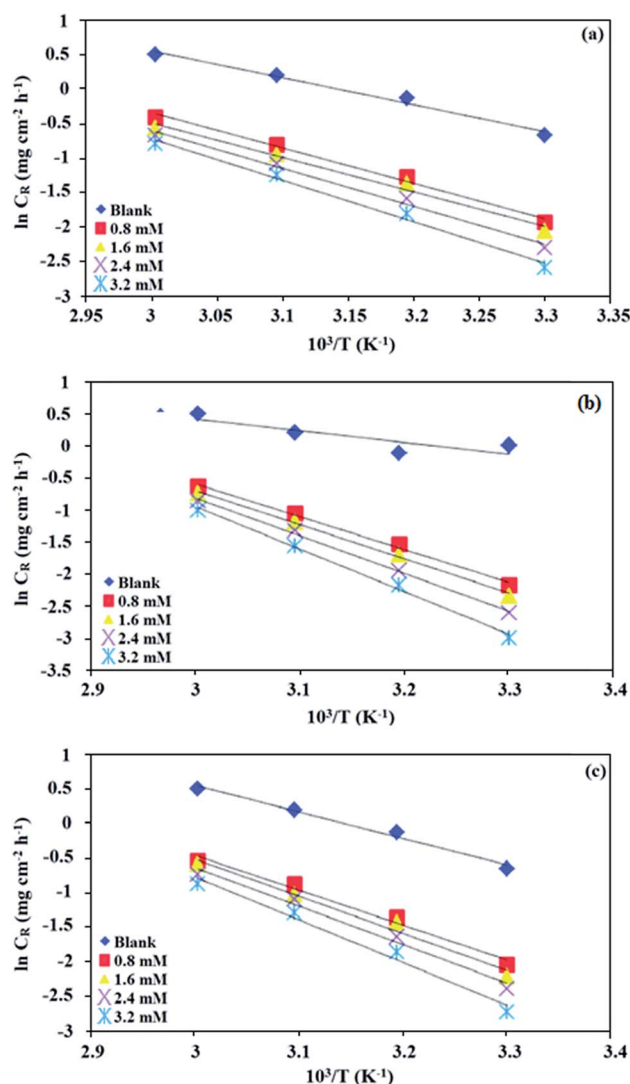 (a)
1
0.5
0
-0.5
-1
-1.5
-2
-2.5
-3
ln C_R (mg cm⁻² h⁻¹)
Blank
0.8 mM
1.6 mM
2.4 mM
3.2 mM
2.95 3 3.05 3.1 3.15 3.2 3.25 3.3 3.35
10³/T (K⁻¹)
(b)
1
0.5
0
-0.5
-1
-1.5
-2
-2.5
-3
-3.5
ln C_R (mg cm⁻² h⁻¹)
Blank
0.8 mM
1.6 mM
2.4 mM
3.2 mM
2.9 3 3.1 3.2 3.3 3.4
10³/T (K⁻¹)
(c)
1
0.5
0
-0.5
-1
-1.5
-2
-2.5
-3
ln C_R (mg cm⁻² h⁻¹)
Blank
0.8 mM
1.6 mM
2.4 mM
3.2 mM
2.9 3 3.1 3.2 3.3 3.4
10³/T (K⁻¹)